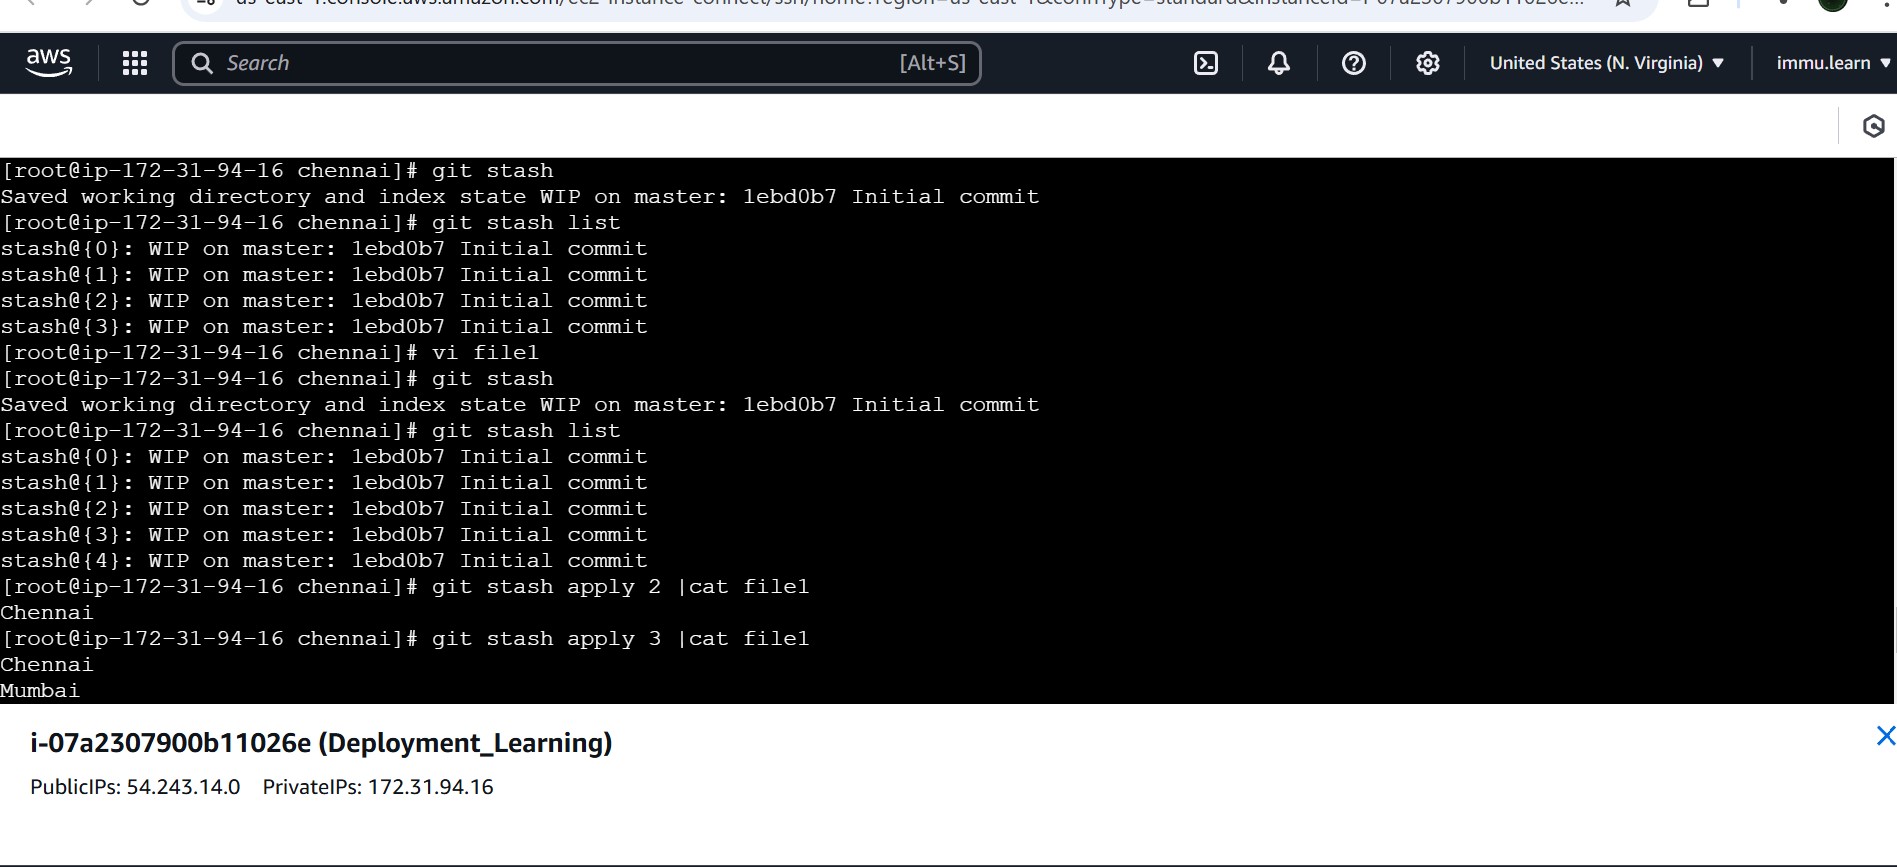 aws
Search [Alt+S]
United States (N. Virginia) ▼
immu.learn ▼
[root@ip-172-31-94-16 chennai]# git stash
Saved working directory and index state WIP on master: 1ebd0b7 Initial commit
[root@ip-172-31-94-16 chennai]# git stash list
stash@{0}: WIP on master: 1ebd0b7 Initial commit
stash@{1}: WIP on master: 1ebd0b7 Initial commit
stash@{2}: WIP on master: 1ebd0b7 Initial commit
stash@{3}: WIP on master: 1ebd0b7 Initial commit
[root@ip-172-31-94-16 chennai]# vi file1
[root@ip-172-31-94-16 chennai]# git stash
Saved working directory and index state WIP on master: 1ebd0b7 Initial commit
[root@ip-172-31-94-16 chennai]# git stash list
stash@{0}: WIP on master: 1ebd0b7 Initial commit
stash@{1}: WIP on master: 1ebd0b7 Initial commit
stash@{2}: WIP on master: 1ebd0b7 Initial commit
stash@{3}: WIP on master: 1ebd0b7 Initial commit
stash@{4}: WIP on master: 1ebd0b7 Initial commit
[root@ip-172-31-94-16 chennai]# git stash apply 2 |cat file1
Chennai
[root@ip-172-31-94-16 chennai]# git stash apply 3 |cat file1
Chennai
Mumbai
i-07a2307900b11026e (Deployment_Learning)
PublicIPs: 54.243.14.0 PrivateIPs: 172.31.94.16